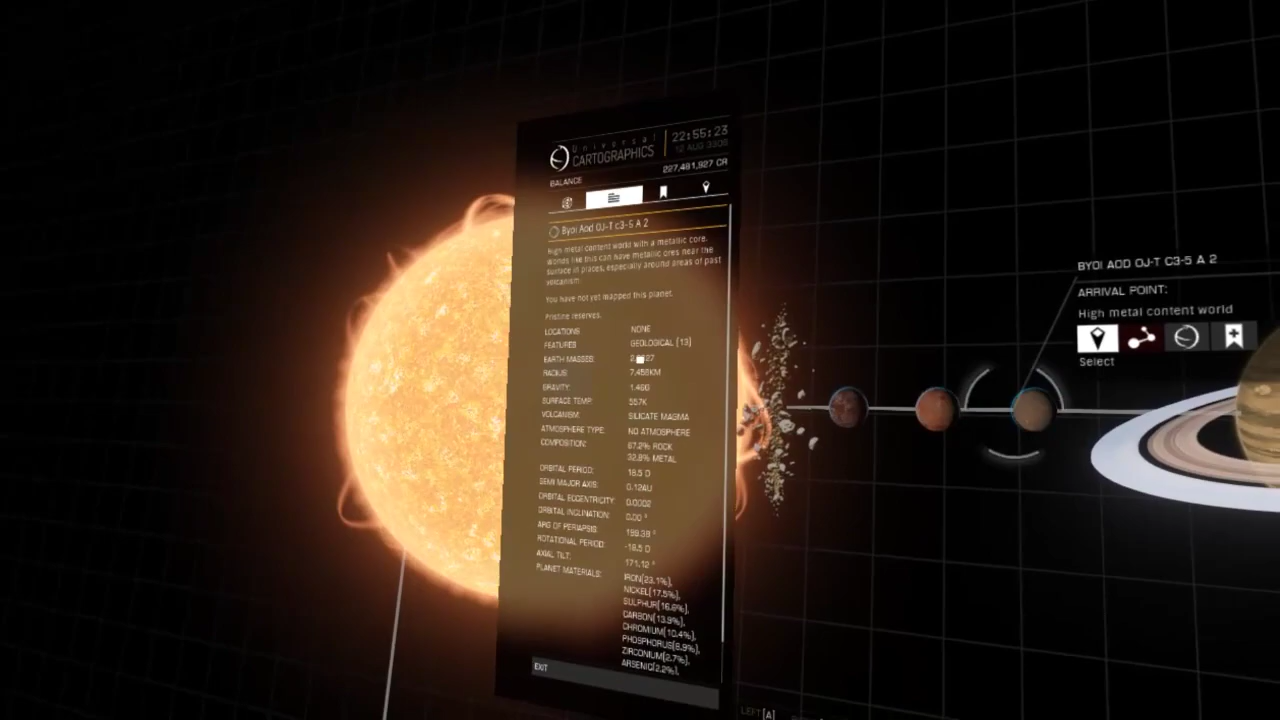 Universal
CARTOGRAPHICS
22:55:23
12 AUG 3306
BALANCE
227,491,927 CR
Byoi Aod OJ-T c3-5 A 2
High metal content world with a metallic core.
Worlds like this can have metallic ores near the
surface in places, especially around areas of past
volcanism.
You have not yet mapped this planet.
Pristine reserves.
LOCATIONS NONE
FEATURES GEOLOGICAL (13)
EARTH MASSES:
RADIUS: 7,456KM
GRAVITY: 1.46G
SURFACE TEMP: 557K
VOLCANISM: SILICATE MAGMA
ATMOSPHERE TYPE: NO ATMOSPHERE
COMPOSITION: 67.2% ROCK
32.8% METAL
ORBITAL PERIOD: 18.5 D
SEMI MAJOR AXIS: 0.12AU
ORBITAL ECCENTRICITY: 0.0002
ORBITAL INCLINATION: 0.00 °
ARG OF PERIAPSIS: 199.38 °
ROTATIONAL PERIOD: -18.5 D
AXIAL TILT: 171.12 °
PLANET MATERIALS: IRON(23.1%),
NICKEL(17.5%),
SULPHUR(16.6%),
CARBON(13.9%),
CHROMIUM(10.4%),
PHOSPHORUS(8.9%),
ZIRCONIUM(2.7%),
ARSENIC(2.2%),
EXIT
BYOI AOD OJ-T C3-5 A 2
ARRIVAL POINT:
High metal content world
Select
LEFT [A]